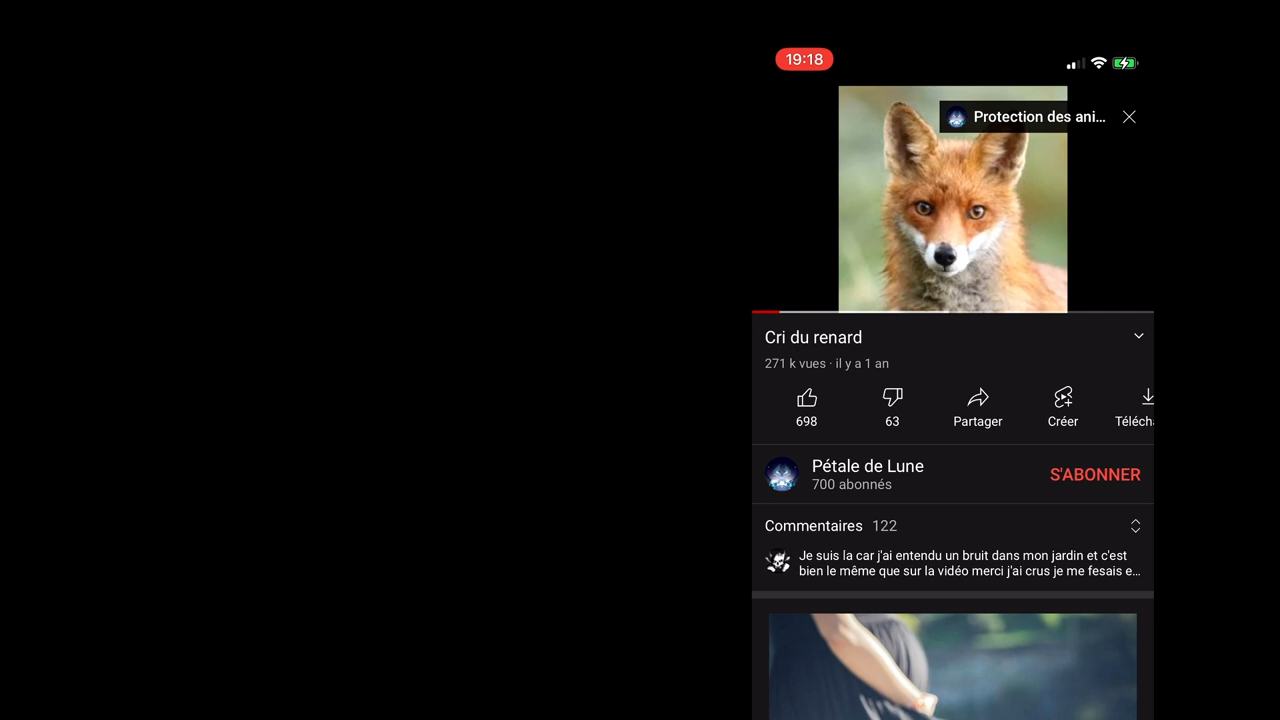 19:18
Protection des ani...
Cri du renard
271 k vues · il y a 1 an
698
63
Partager
Créer
Téléch
Pétale de Lune
700 abonnés
S'ABONNER
Commentaires 122
Je suis la car j'ai entendu un bruit dans mon jardin et c'est
bien le même que sur la vidéo merci j'ai crus je me fesais e...